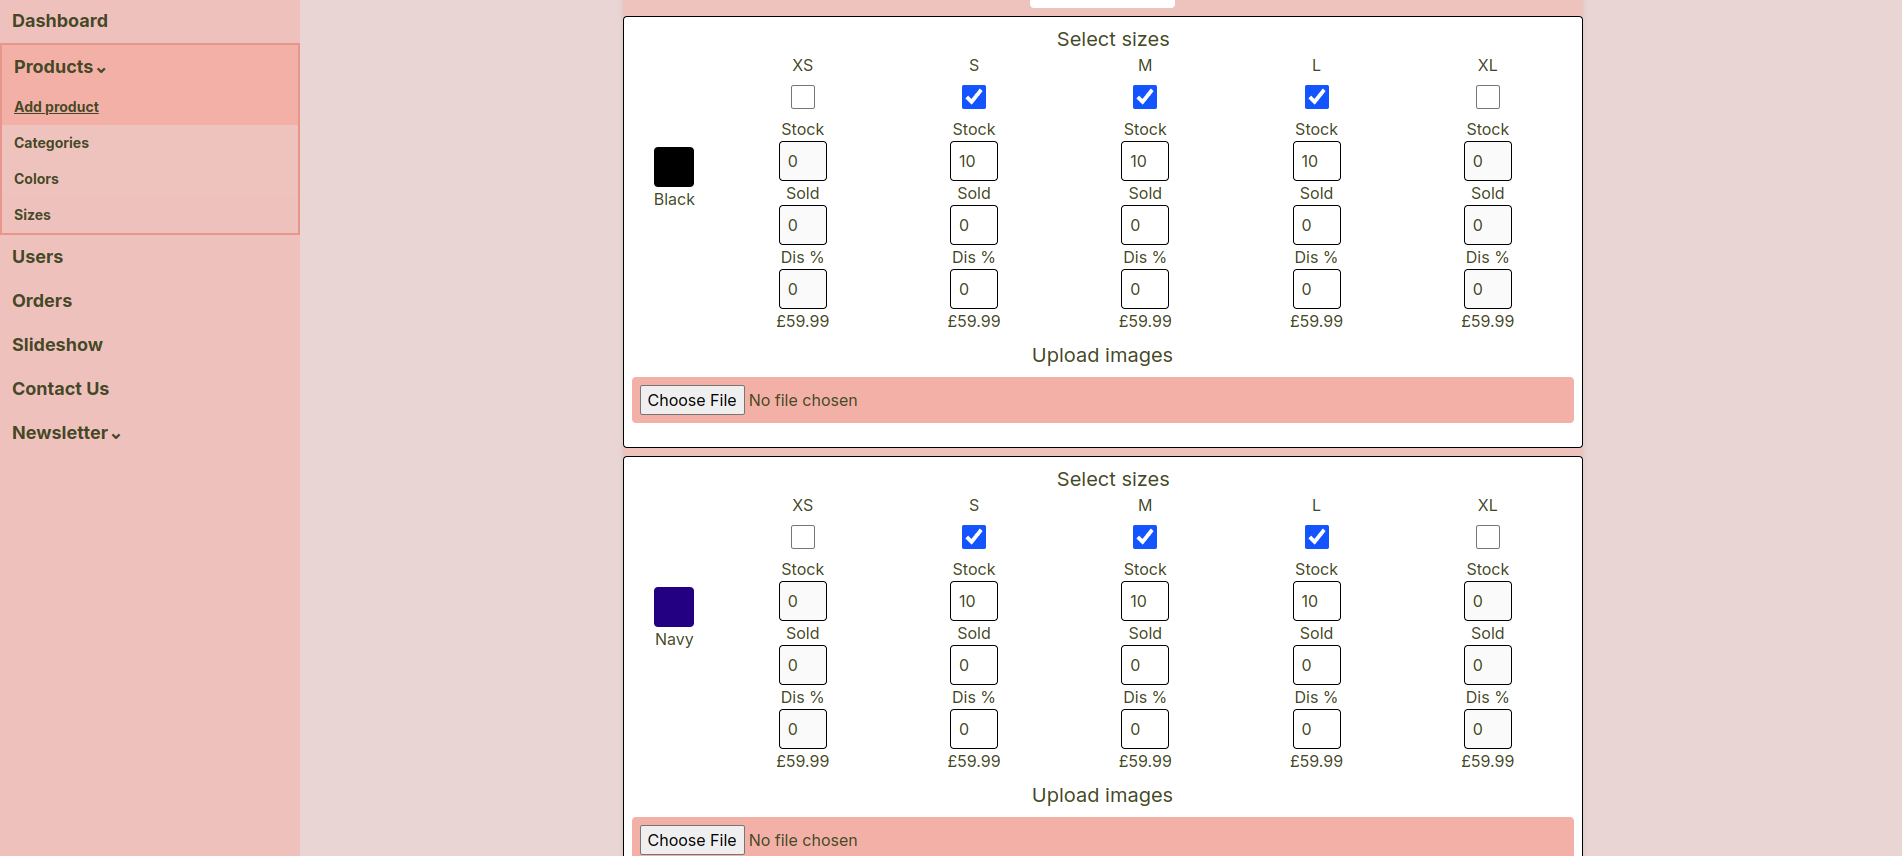 Dashboard
Products
Add product
Categories
Colors
Sizes
Users
Orders
Slideshow
Contact Us
Newsletter
Select sizes
XS S M L XL
Stock Stock Stock Stock Stock
0 10 10 10 0
Black
Sold Sold Sold Sold Sold
0 0 0 0 0
Dis % Dis % Dis % Dis % Dis %
0 0 0 0 0
£59.99 £59.99 £59.99 £59.99 £59.99
Upload images
Choose File No file chosen
Select sizes
XS S M L XL
Stock Stock Stock Stock Stock
0 10 10 10 0
Navy
Sold Sold Sold Sold Sold
0 0 0 0 0
Dis % Dis % Dis % Dis % Dis %
0 0 0 0 0
£59.99 £59.99 £59.99 £59.99 £59.99
Upload images
Choose File No file chosen